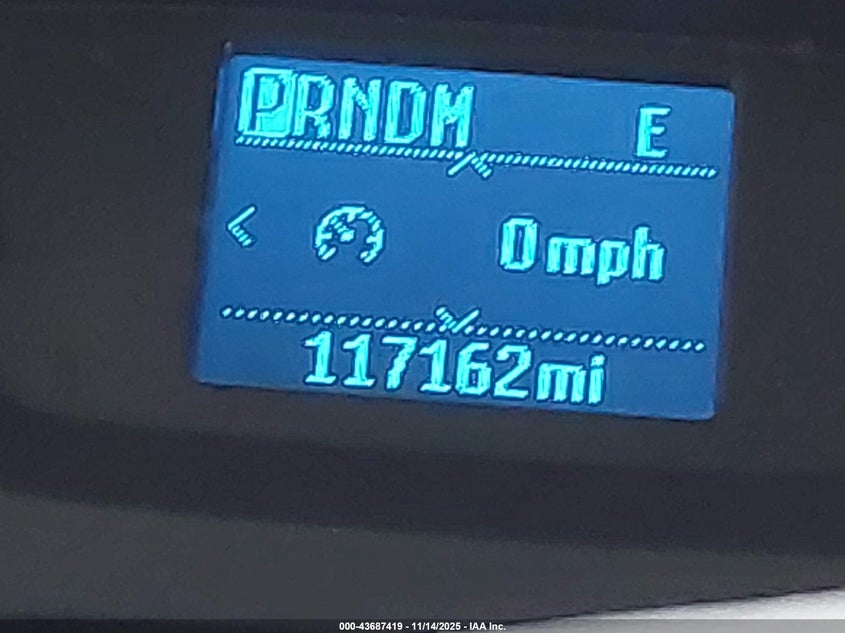 PRNDM E
0mph
117162mi
000-43687419 - 11/14/2025 - IAA Inc.